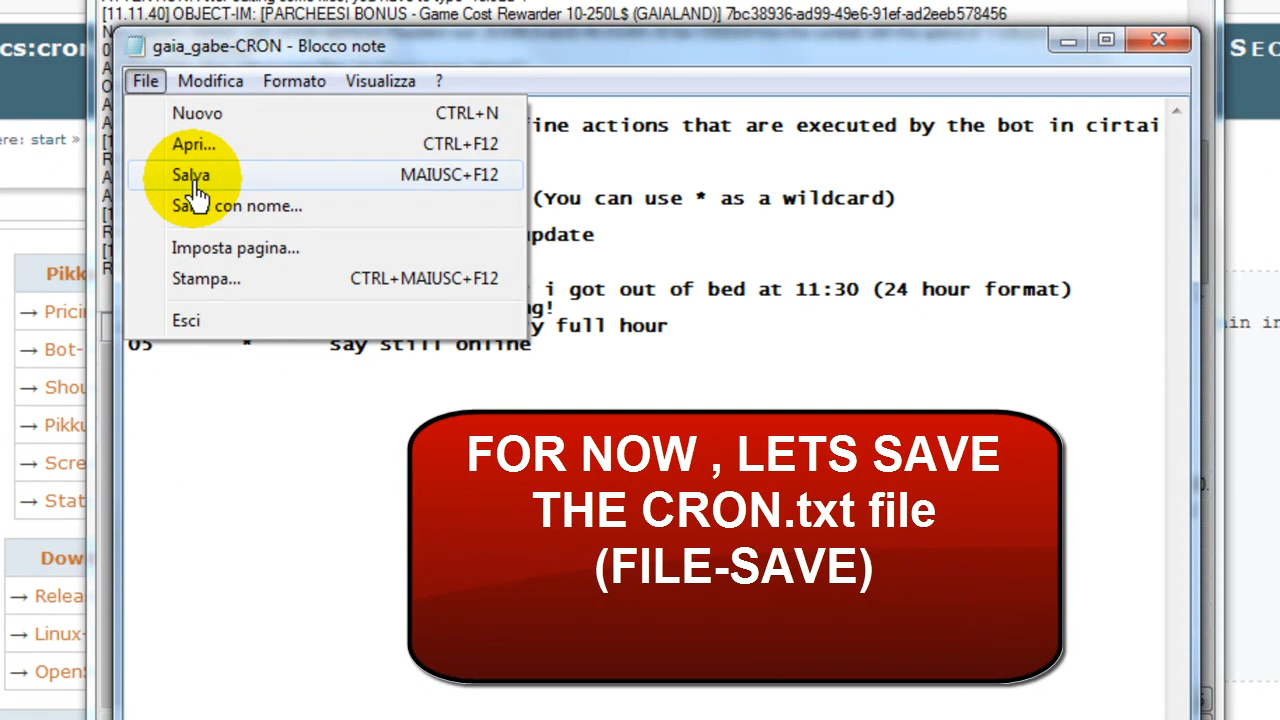 [11.11.40] OBJECT-IM: [PARCHEESI BONUS - Game Cost Rewarder 10-250L$ (GAIALAND)] 7bc38936-ad99-49e6-91ef-ad2eeb578456
cs:cron
gaia_gabe-CRON - Blocco note
SEC
File Modifica Formato Visualizza ?
Nuovo CTRL+N
fine actions that are executed by the bot in cirtai
ere: start »
Apri... CTRL+F12
Salva MAIUSC+F12
(You can use * as a wildcard)
con nome...
update
Imposta pagina...
Pikk
Stampa... CTRL+MAIUSC+F12
i got out of bed at 11:30 (24 hour format)
ng!
→ Prici
Esci
y full hour
in in
05 * say still online
→ Bot-
→ Shou
→ Pikku
→ Scre
→ Stat
FOR NOW , LETS SAVE
THE CRON.txt file
(FILE-SAVE)
Dow
→ Relea
→ Linux-
→ OpenS